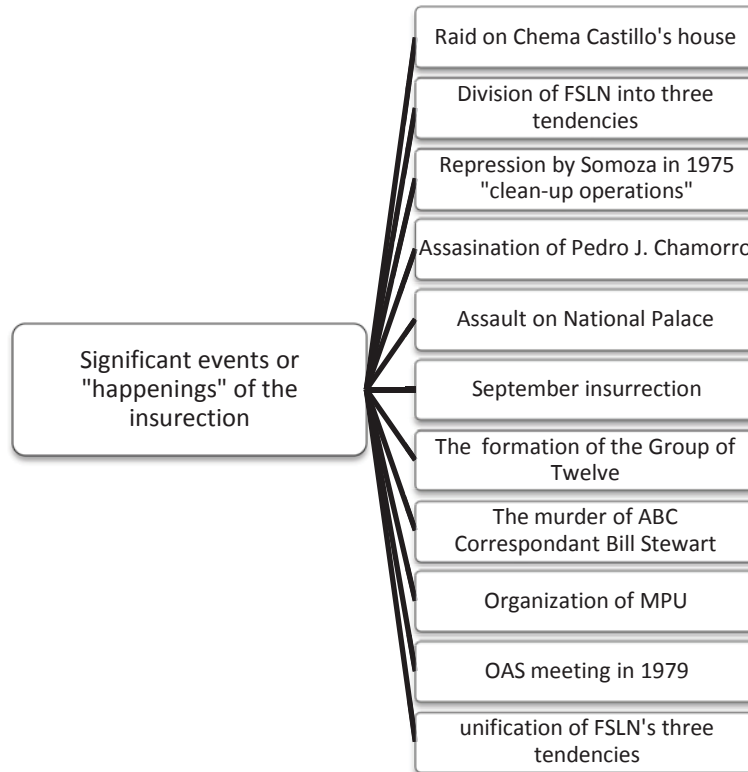 Raid on Chema Castillo's house
Division of FSLN into three
tendencies
Repression by Somoza in 1975
"clean-up operations"
Assasination of Pedro J. Chamorro
Assault on National Palace
Significant events or
"happenings" of the
insurection
September insurrection
The formation of the Group of
Twelve
The murder of ABC
Correspondant Bill Stewart
Organization of MPU
OAS meeting in 1979
unification of FSLN's three
tendencies